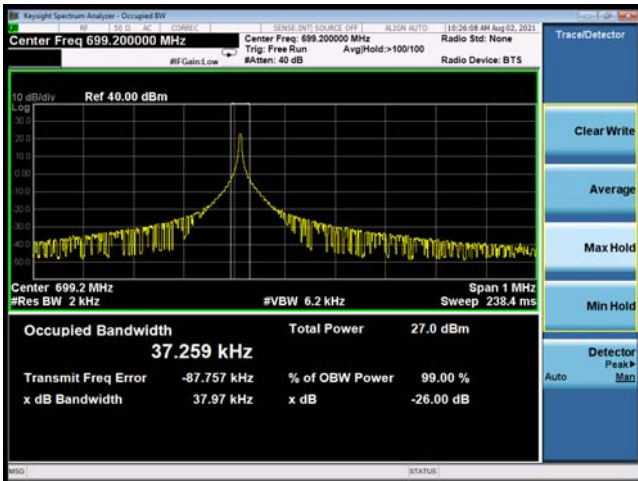 Keysight Spectrum Analyzer - Occupied BW
RF 50 Ω AC CORREC SENSE:INT SOURCE OFF ALIGN AUTO 10:26:08 AM Aug 02, 2021
Center Freq 699.200000 MHz Center Freq: 699.200000 MHz Radio Std: None Trace/Detector
Trig: Free Run Avg|Hold:>100/100
#IFGain:Low #Atten: 40 dB Radio Device: BTS
10 dB/div Ref 40.00 dBm
Log
30.0
20.0
10.0
0.00
-10.0
-20.0
-30.0
-40.0
-50.0
Clear Write
Average
Max Hold
Min Hold
Center 699.2 MHz Span 1 MHz
#Res BW 2 kHz #VBW 6.2 kHz Sweep 238.4 ms
Occupied Bandwidth Total Power 27.0 dBm
37.259 kHz
Transmit Freq Error -87.757 kHz % of OBW Power 99.00 %
x dB Bandwidth 37.97 kHz x dB -26.00 dB
Detector
Peak▶
Auto Man
MSG STATUS